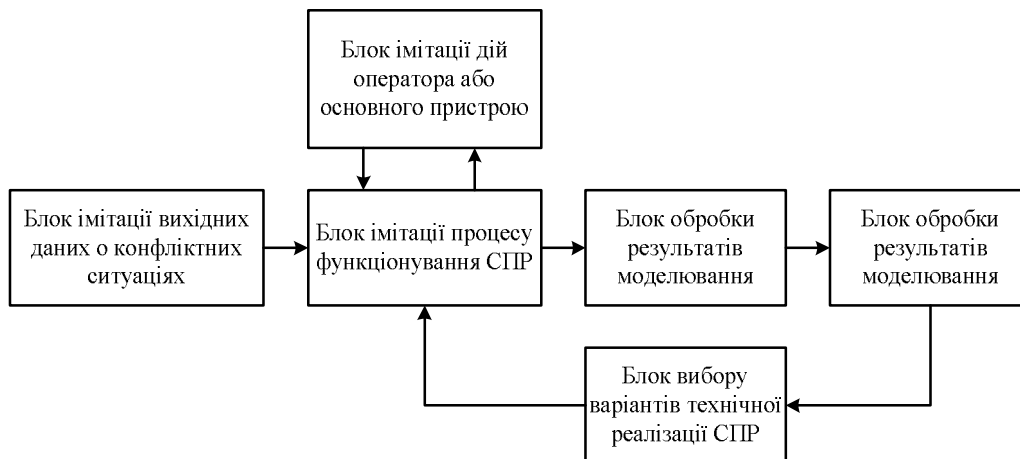 Блок імітації дій
оператора або
основного пристрою
Блок імітації вихідних
даних о конфліктних
ситуаціях
Блок імітації процесу
функціонування СПР
Блок обробки
результатів
моделювання
Блок обробки
результатів
моделювання
Блок вибору
варіантів технічної
реалізації СПР